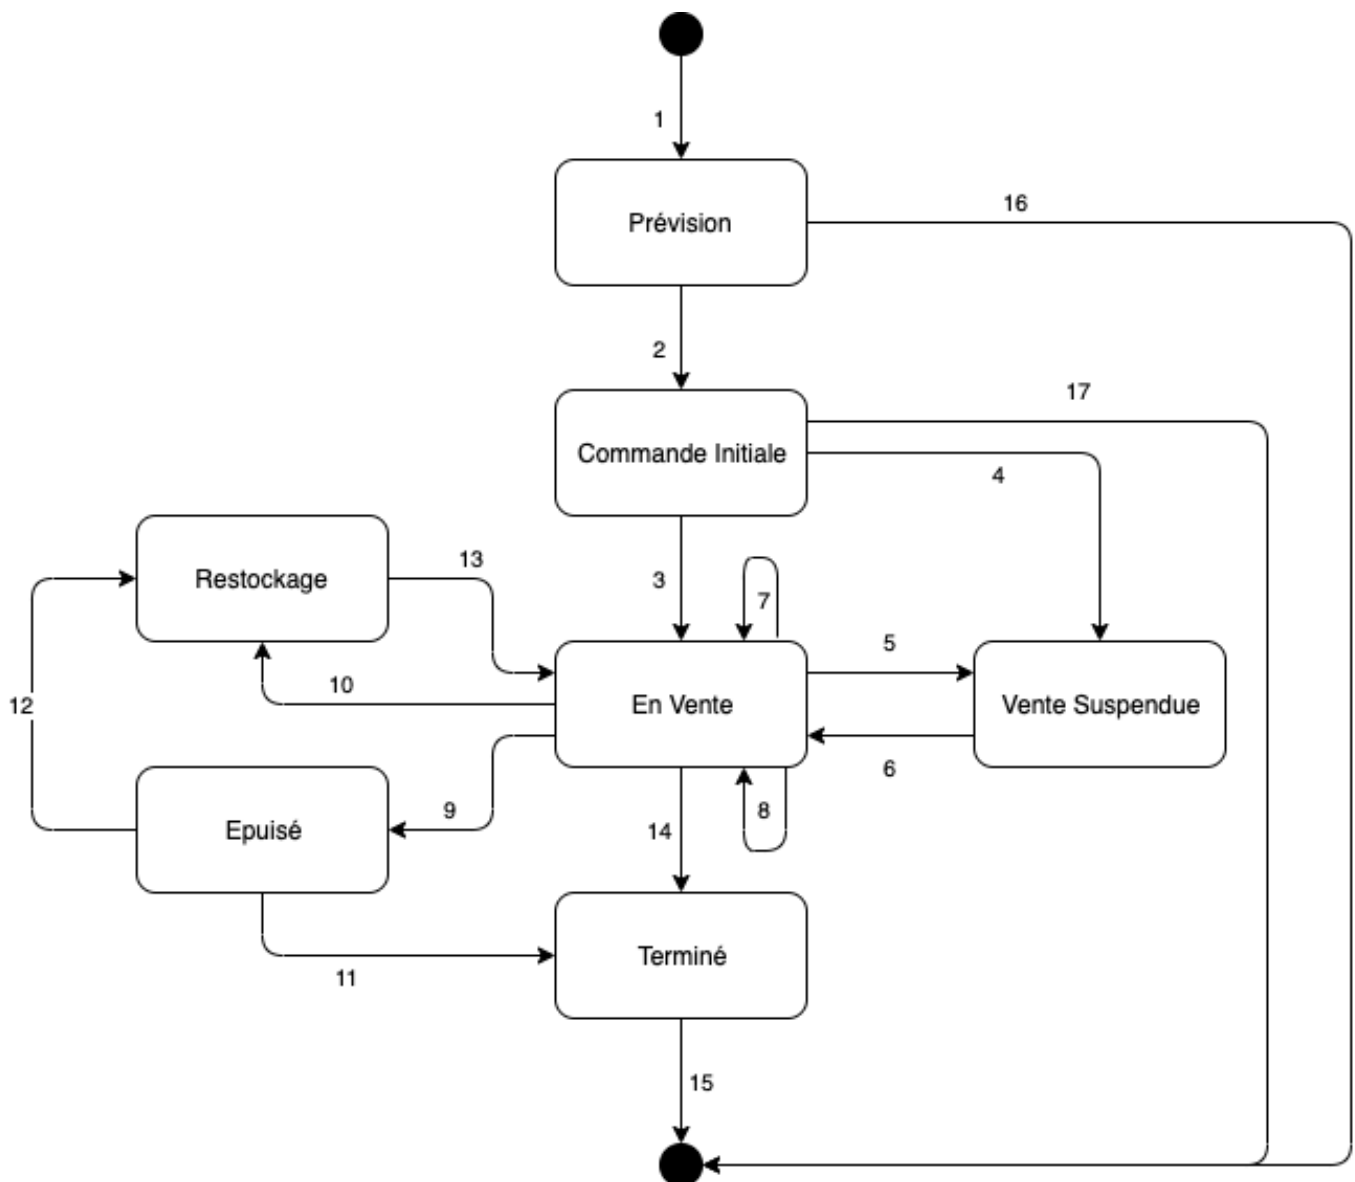 1
Prévision
16
2
17
Commande Initiale
4
13
Restockage
3
7
5
10
12
En Vente
Vente Suspendue
6
9
8
14
Epuisé
Terminé
11
15